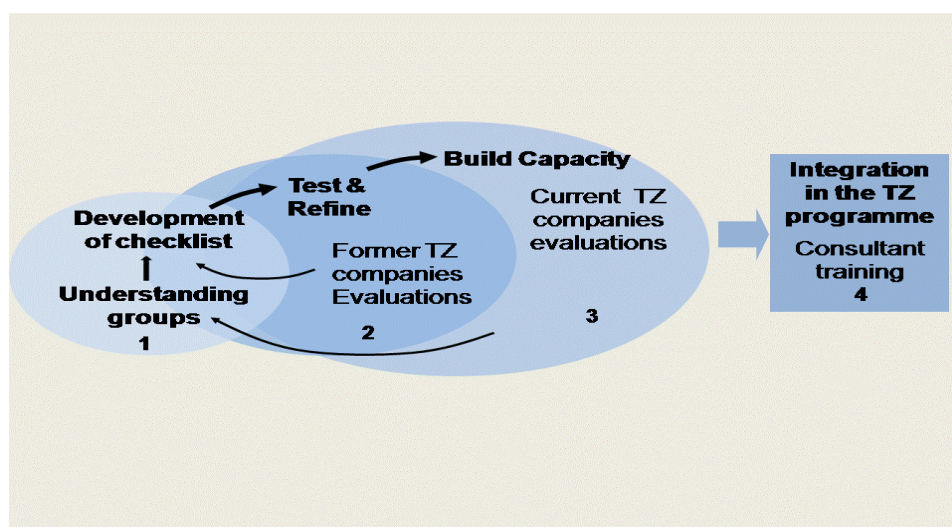 Development
of checklist
Understanding
groups
1
Test &
Refine
Former TZ
companies
Evaluations
2
Build Capacity
Current TZ
companies
evaluations
3
Integration
in the TZ
programme
Consultant
training
4